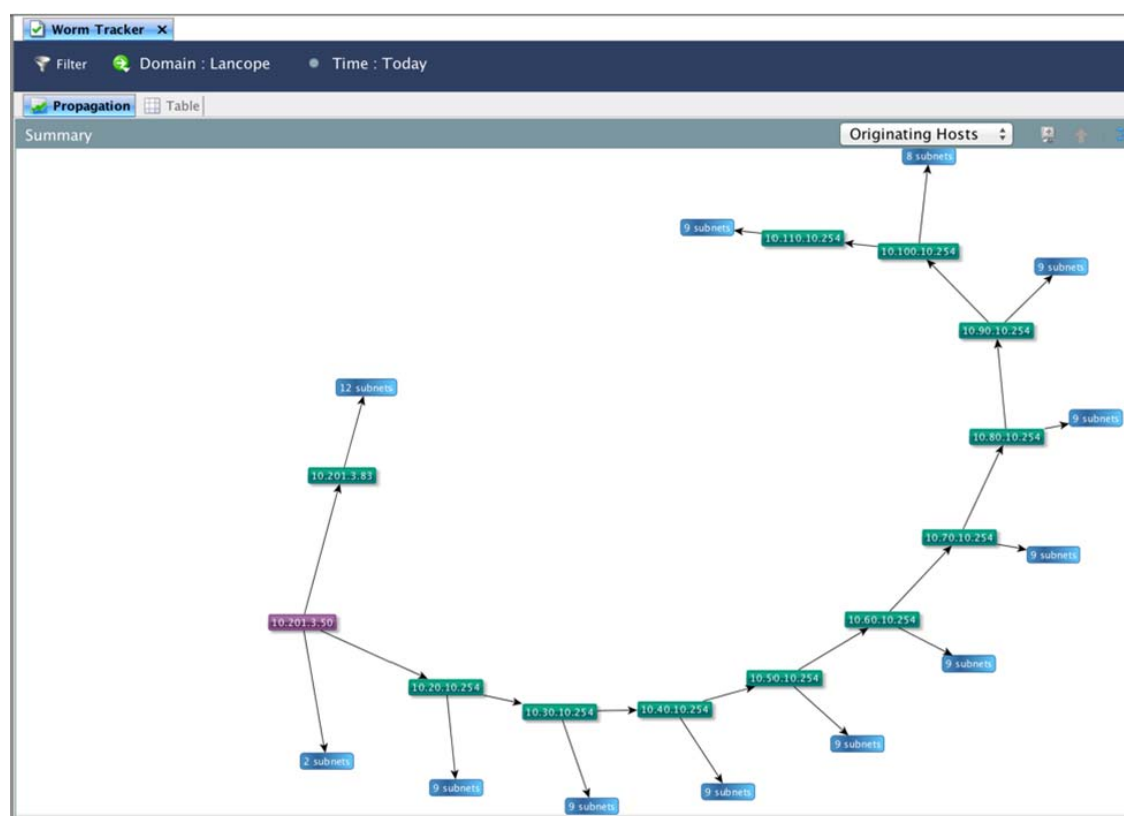 Worm Tracker
Filter
Domain : Lancope
Time : Today
Propagation
Table
Summary
Originating Hosts
8 subnets
9 subnets
10.110.10.254
10.100.10.254
9 subnets
10.90.10.254
12 subnets
9 subnets
10.80.10.254
10.201.3.83
10.70.10.254
9 subnets
10.201.3.50
10.60.10.254
9 subnets
10.50.10.254
10.20.10.254
10.30.10.254
10.40.10.254
9 subnets
2 subnets
9 subnets
9 subnets
9 subnets